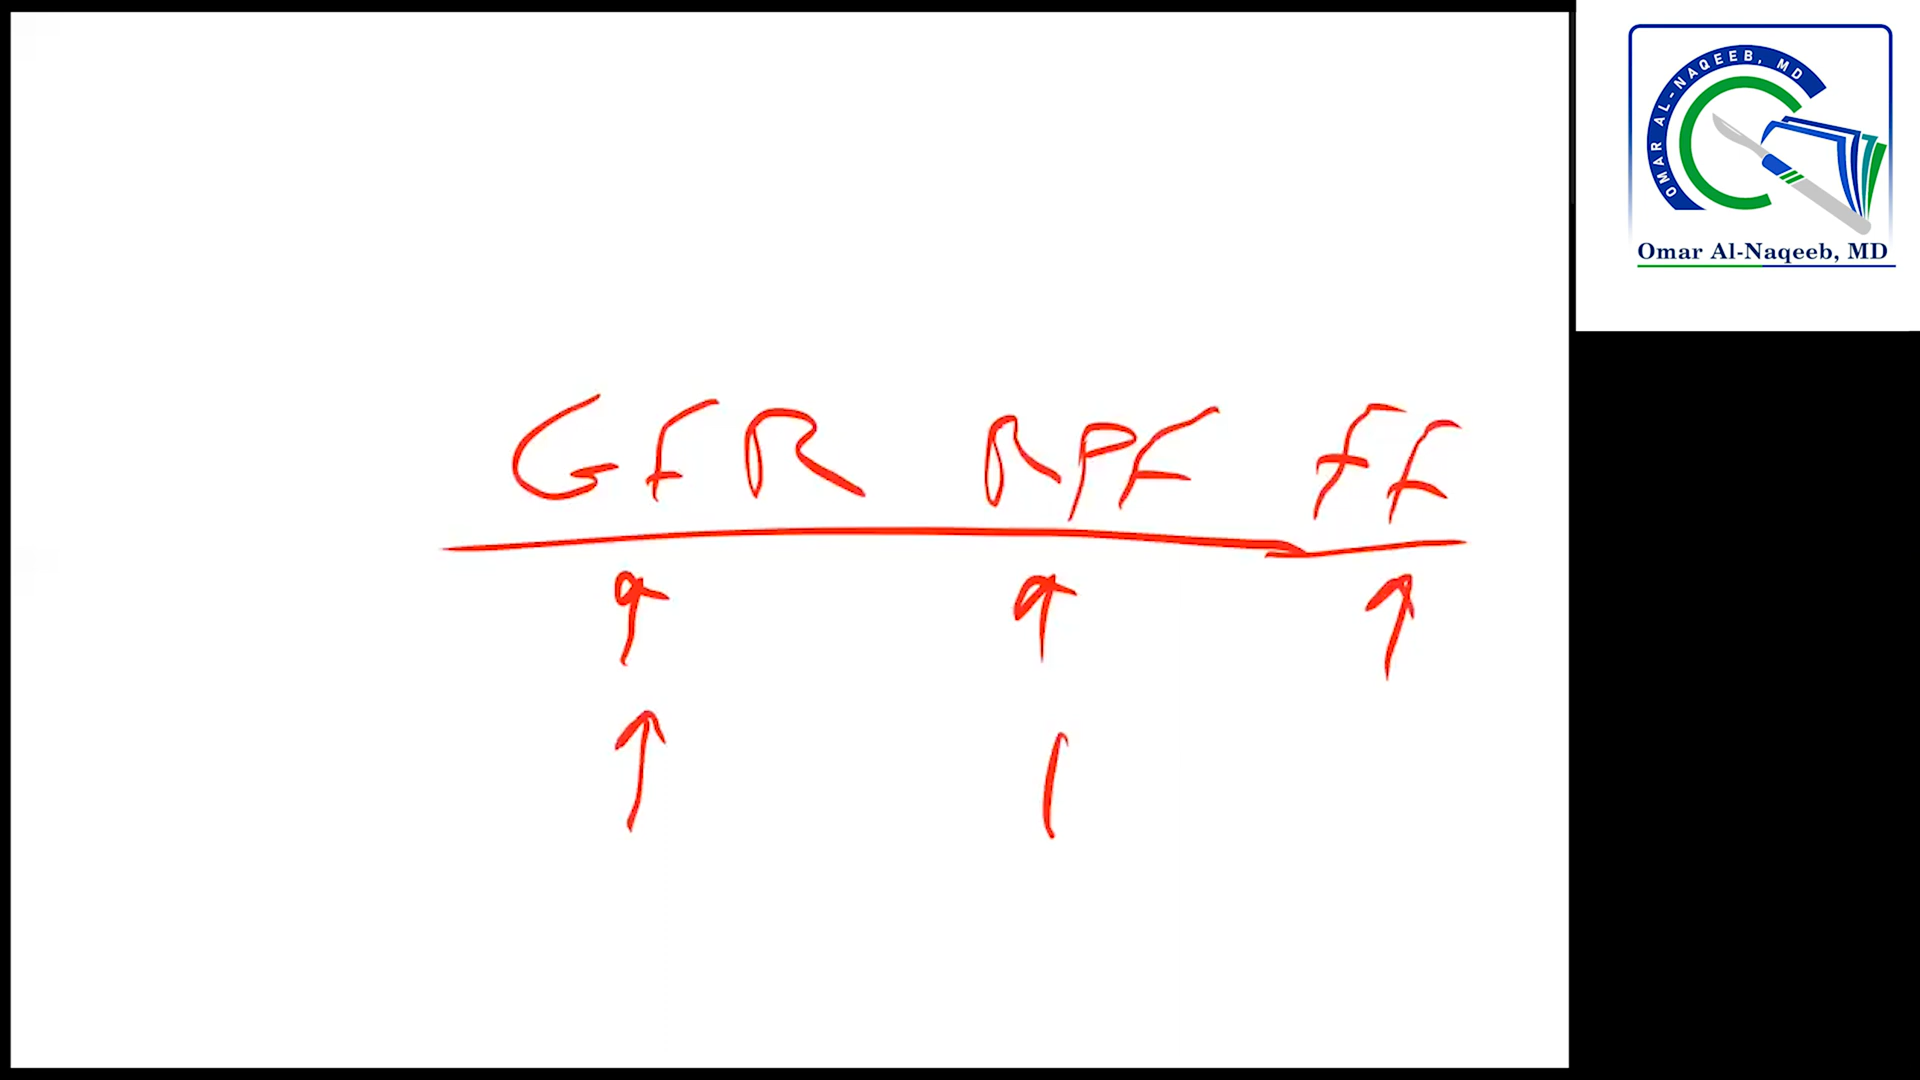 OMAR AL-NAQEEB, MD
Omar Al-Naqeeb, MD
GFR RPF FF
↑ ↑ ↑
↑